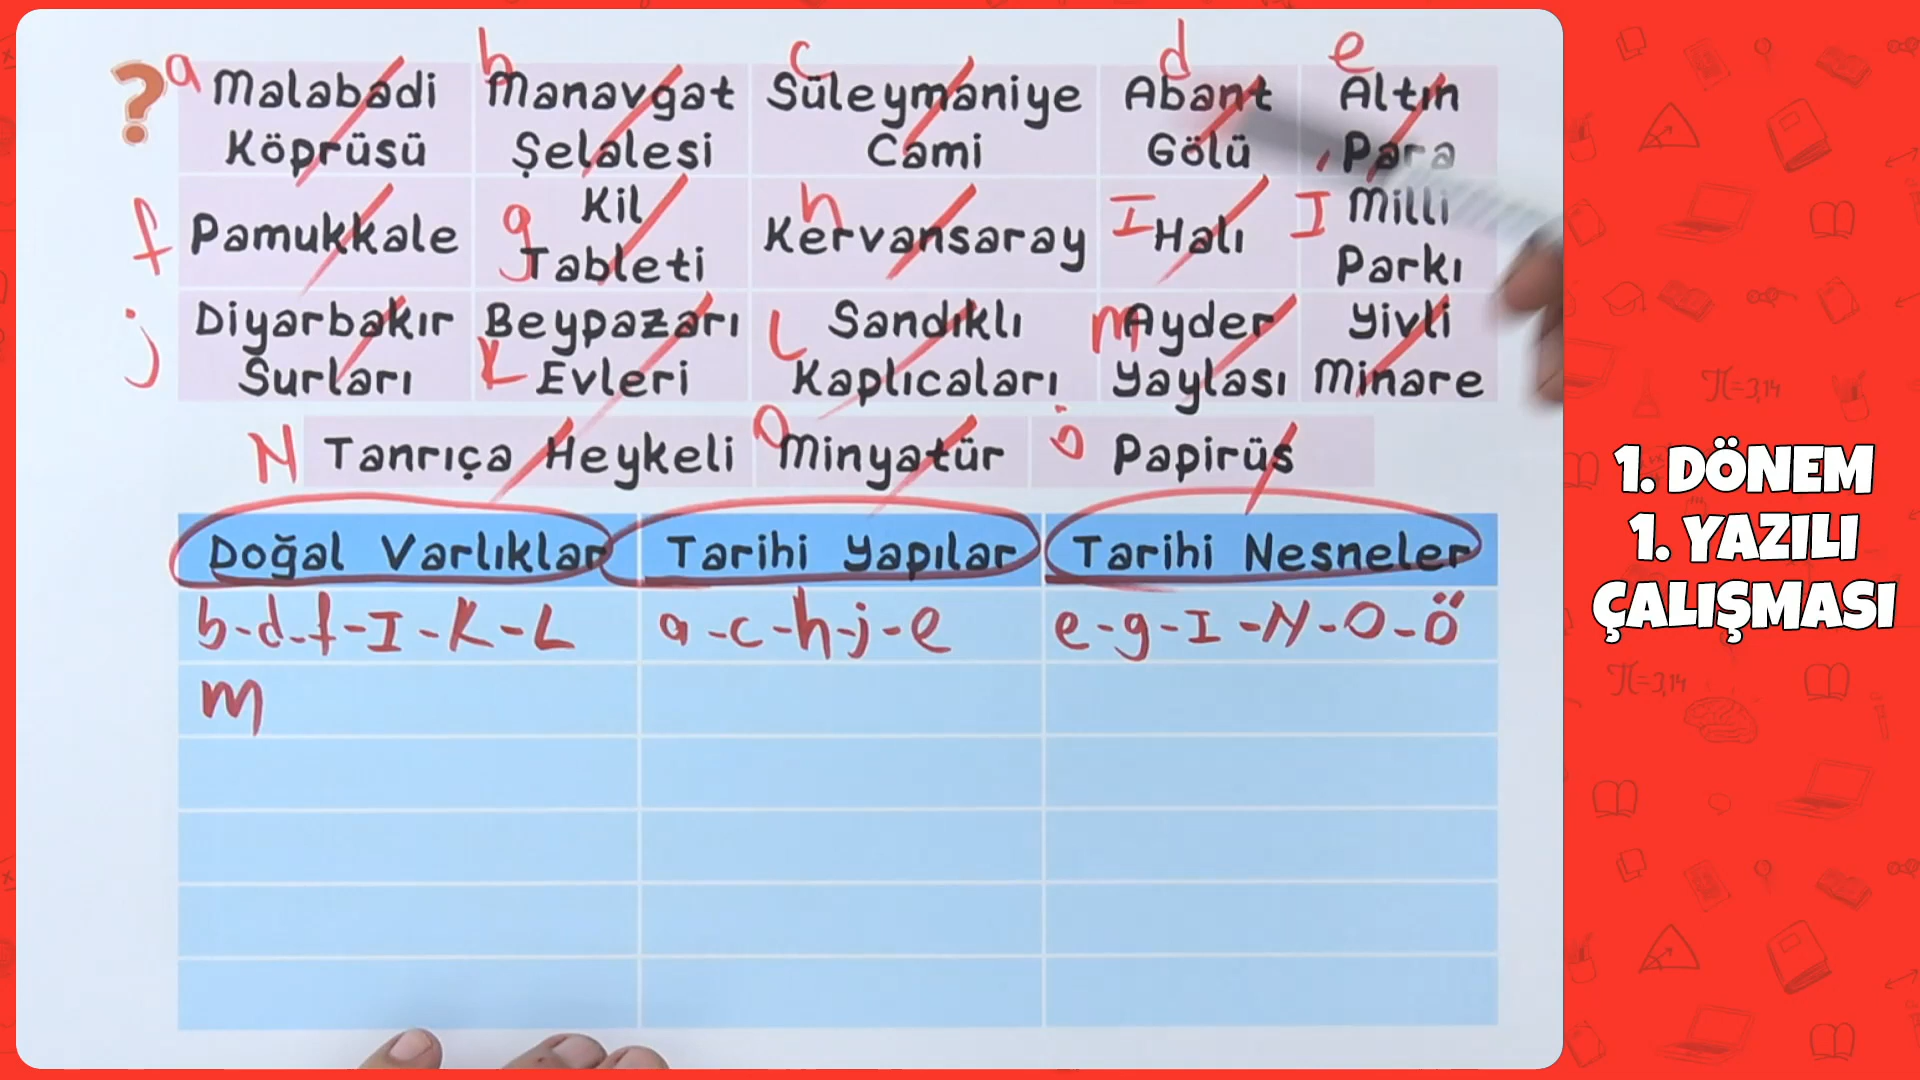 a b c d e
Malabadi Manavgat Süleymaniye Abant Altın
Köprüsü Şelalesi Cami Gölü Para
f g h I İ
Pamukkale Kil Tableti Kervansaray Halı Milli Parkı
j K L m
Diyarbakır Beypazarı Sandıklı Ayder Yivli
Surları Evleri Kaplıcaları Yaylası Minare
N Tanrıça Heykeli O Minyatür ö Papirüs
Doğal Varlıklar Tarihi Yapılar Tarihi Nesneler
b-d-f-I-K-L a-c-h-j-e e-g-I-N-O-Ö
m
1. DÖNEM
1. YAZILI
ÇALIŞMASI